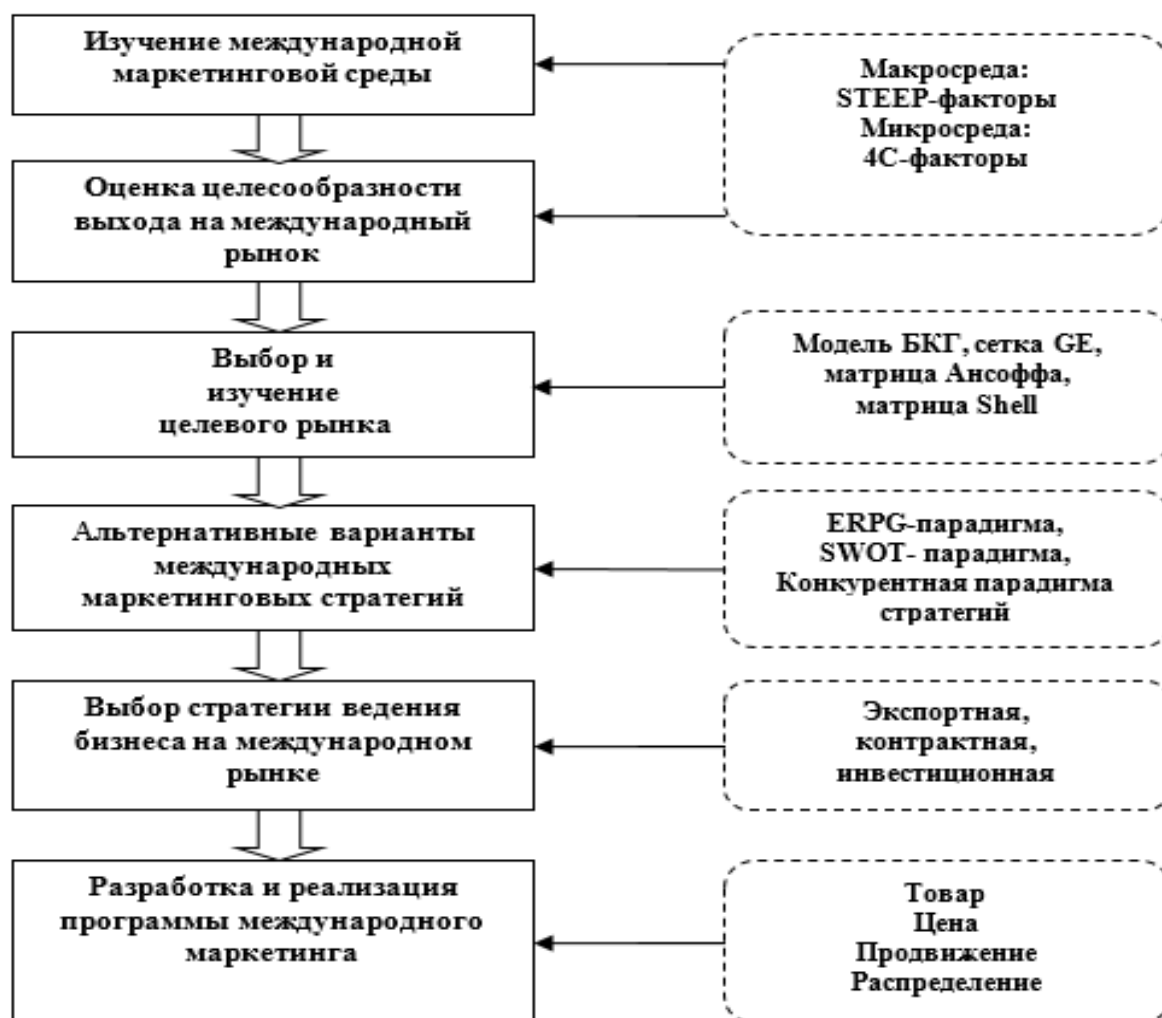 Изучение международной
маркетинговой среды
Макросреда:
STEEP-факторы
Микросреда:
4С-факторы
Оценка целесообразности
выхода на международный
рынок
Выбор и
изучение
целевого рынка
Модель БКГ, сетка GE,
матрица Ансоффа,
матрица Shell
Альтернативные варианты
международных
маркетинговых стратегий
ERPG-парадигма,
SWOT- парадигма,
Конкурентная парадигма
стратегий
Выбор стратегии ведения
бизнеса на международном
рынке
Экспортная,
контрактная,
инвестиционная
Разработка и реализация
программы международного
маркетинга
Товар
Цена
Продвижение
Распределение